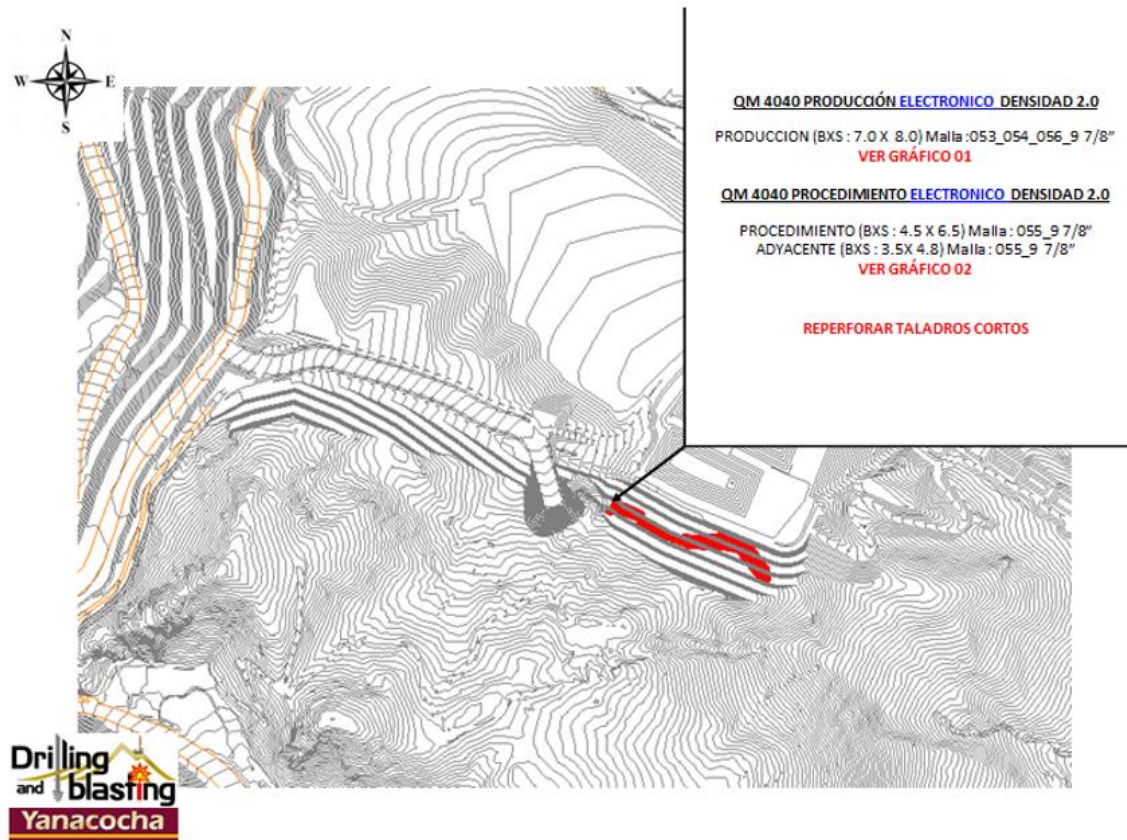 N
W E
S
QM 4040 PRODUCCIÓN ELECTRONICO DENSIDAD 2.0
PRODUCCION (BXS : 7.0 X 8.0) Malla :053_054_056_9 7/8”
VER GRÁFICO 01
QM 4040 PROCEDIMIENTO ELECTRONICO DENSIDAD 2.0
PROCEDIMIENTO (BXS : 4.5 X 6.5) Malla : 055_9 7/8”
ADYACENTE (BXS : 3.5X 4.8) Malla : 055_9 7/8”
VER GRÁFICO 02
REPERFORAR TALADROS CORTOS
Drilling
and blasting
Yanacocha